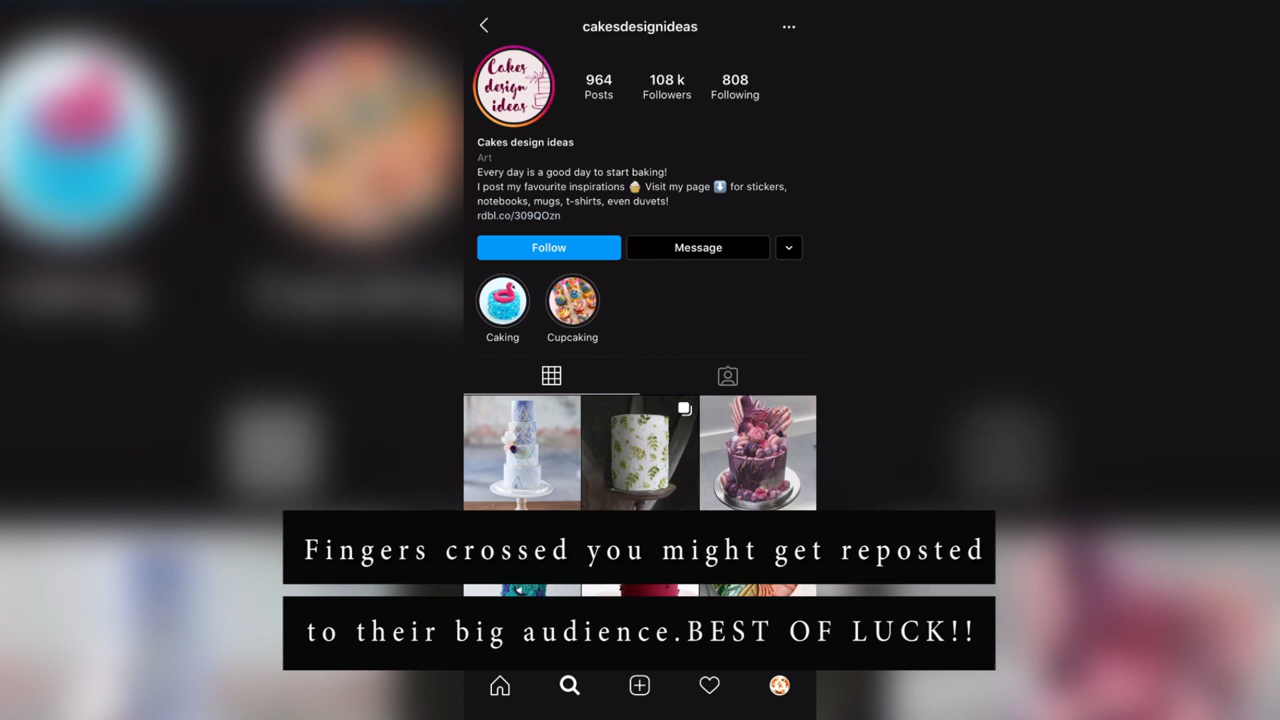 cakesdesignideas
Cakes
design
ideas
964
Posts
108 k
Followers
808
Following
Cakes design ideas
Art
Every day is a good day to start baking!
I post my favourite inspirations 🧁 Visit my page ⬇️ for stickers,
notebooks, mugs, t-shirts, even duvets!
rdbl.co/309QOzn
Follow
Message
Caking
Cupcaking
Fingers crossed you might get reposted
to their big audience.BEST OF LUCK!!